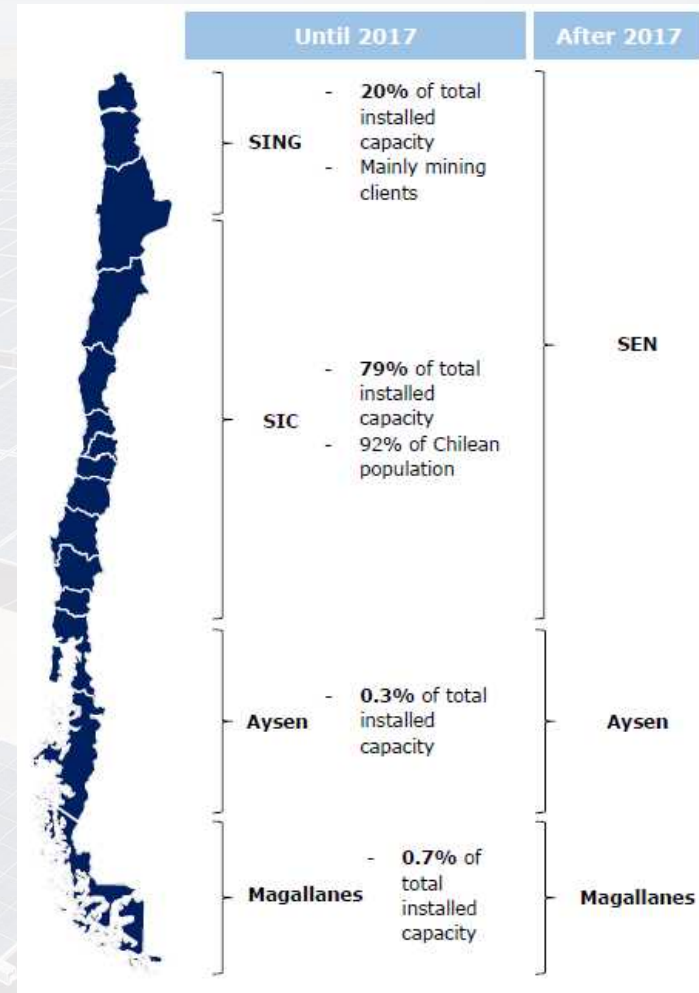 Until 2017
After 2017
SING
- 20% of total
installed
capacity
- Mainly mining
clients
SIC
- 79% of total
installed
capacity
- 92% of Chilean
population
SEN
Aysen
- 0.3% of total
installed
capacity
Aysen
Magallanes
- 0.7% of
total
installed
capacity
Magallanes